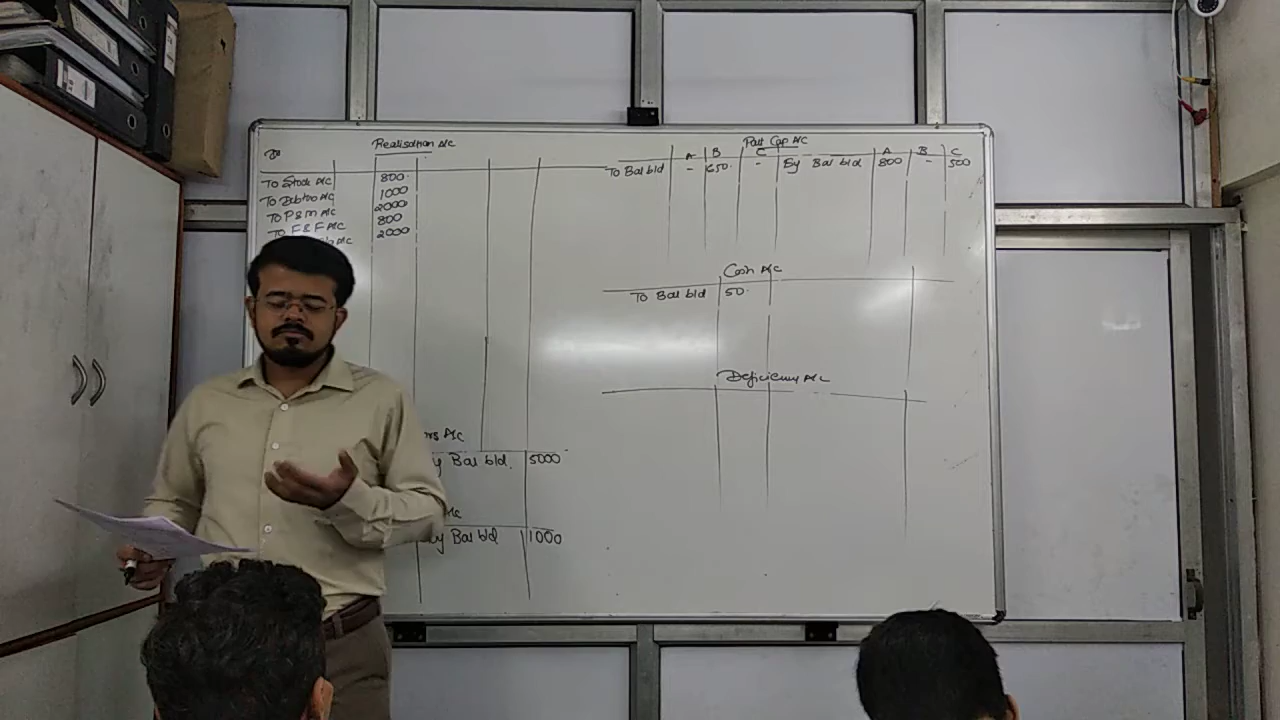 Realisation A/c
To Stock A/c 800
To Debtors A/c 1000
To P & M A/c 2000
To F & F A/c 800
A/c 2000
rs A/c
y Bal b/d. 5000
A/c
By Bal b/d 1000
Part Cap A/c
A B C A B C
To Bal b/d - 650 - By Bal b/d 800 - 500
Cash A/c
To Bal b/d 50
Deficiency A/c